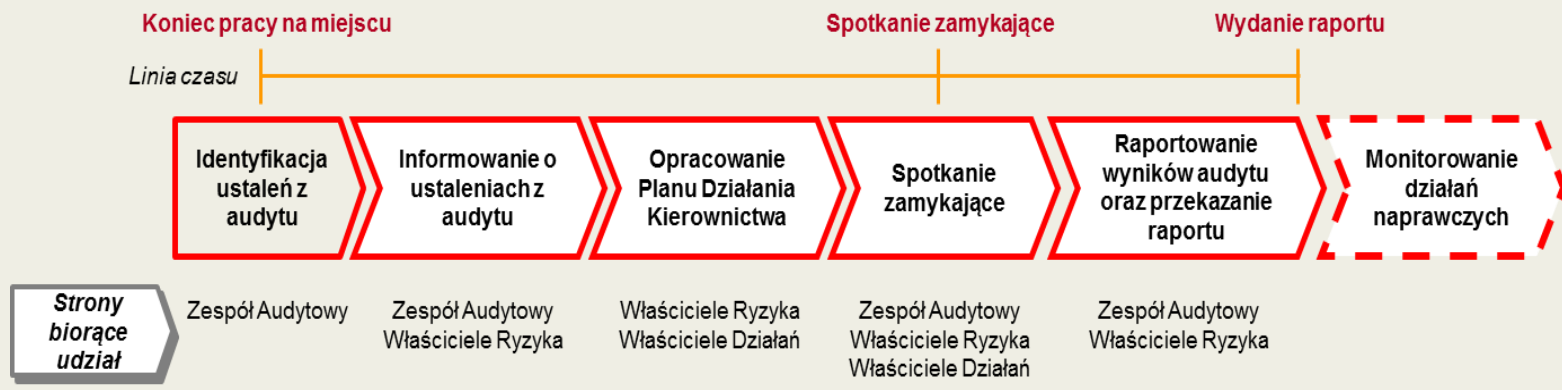 Koniec pracy na miejscu
Spotkanie zamykające
Wydanie raportu
Linia czasu
Identyfikacja
ustaleń z
audytu
Informowanie o
ustaleniach z
audytu
Opracowanie
Planu Działania
Kierownictwa
Spotkanie
zamykające
Raportowanie
wyników audytu
oraz przekazanie
raportu
Monitorowanie
działań
naprawczych
Strony
biorące
udział
Zespół Audytowy
Zespół Audytowy
Właściciele Ryzyka
Właściciele Ryzyka
Właściciele Działań
Zespół Audytowy
Właściciele Ryzyka
Właściciele Działań
Zespół Audytowy
Właściciele Ryzyka